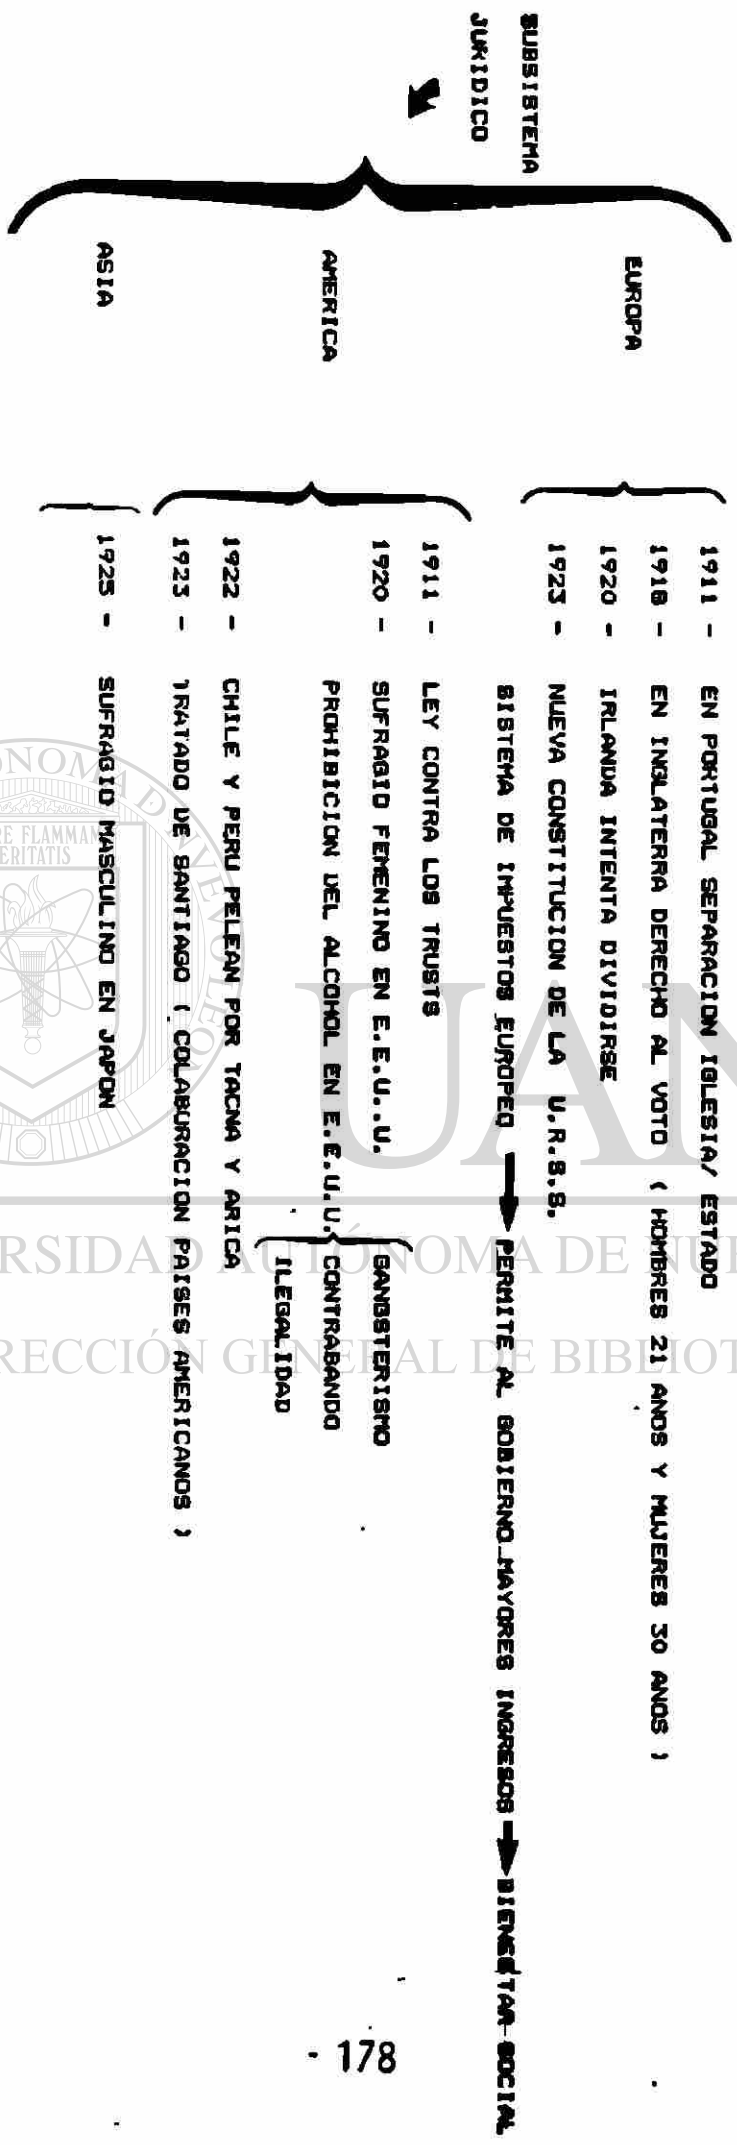 SUBSISTEMA
JURIDICO
EUROPA
1911 - EN PORTUGAL SEPARACION IGLESIA/ ESTADO
1918 - EN INGLATERRA DERECHO AL VOTO ( HOMBRES 21 ANOS Y MUJERES 30 ANOS )
1920 - IRLANDA INTENTA DIVIDIRSE
1923 - NUEVA CONSTITUCION DE LA U.R.S.S.
SISTEMA DE IMPUESTOS EUROPEO PERMITE AL GOBIERNO MAYORES INGRESOS BIENESTAR SOCIAL
AMERICA
1911 - LEY CONTRA LOS TRUSTS
1920 - SUFRAGIO FEMENINO EN E.E.U..U.
PROHIBICION DEL ALCOHOL EN E.E.U.U.
GANGSTERISMO
CONTRABANDO
ILEGALIDAD
1922 - CHILE Y PERU PELEAN POR TACNA Y ARICA
1923 - TRATADO DE SANTIAGO ( COLABORACION PAISES AMERICANOS )
ASIA
1925 - SUFRAGIO MASCULINO EN JAPON
- 178